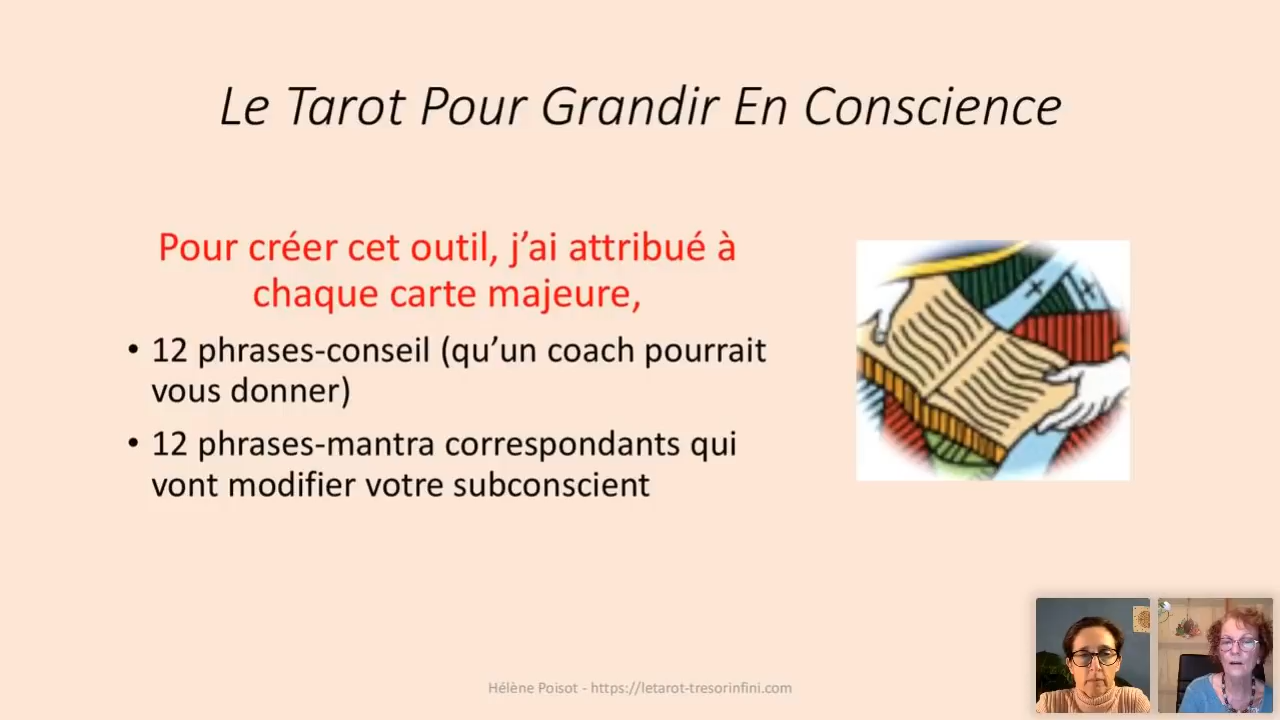 Le Tarot Pour Grandir En Conscience
Pour créer cet outil, j’ai attribué à
chaque carte majeure,
• 12 phrases-conseil (qu’un coach pourrait
vous donner)
• 12 phrases-mantra correspondants qui
vont modifier votre subconscient
Hélène Poisot - https://letarot-tresorinfini.com